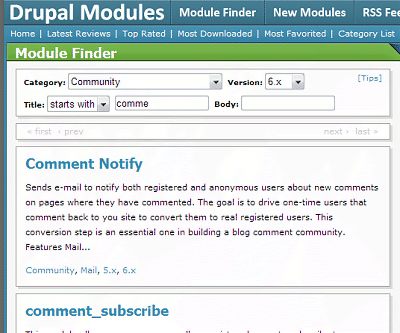 Drupal Modules Module Finder New Modules RSS Fee
Home | Latest Reviews | Top Rated | Most Downloaded | Most Favorited | Category List
Module Finder
Category: Community Version: 6.x [Tips]
Title: starts with comme Body:
« first ‹ prev next › last »
Comment Notify
Sends e-mail to notify both registered and anonymous users about new comments
on pages where they have commented. The goal is to drive one-time users that
comment back to you site to convert them to real registered users. This
conversion step is an essential one in building a blog comment community.
Features Mail...
Community, Mail, 5.x, 6.x
comment_subscribe